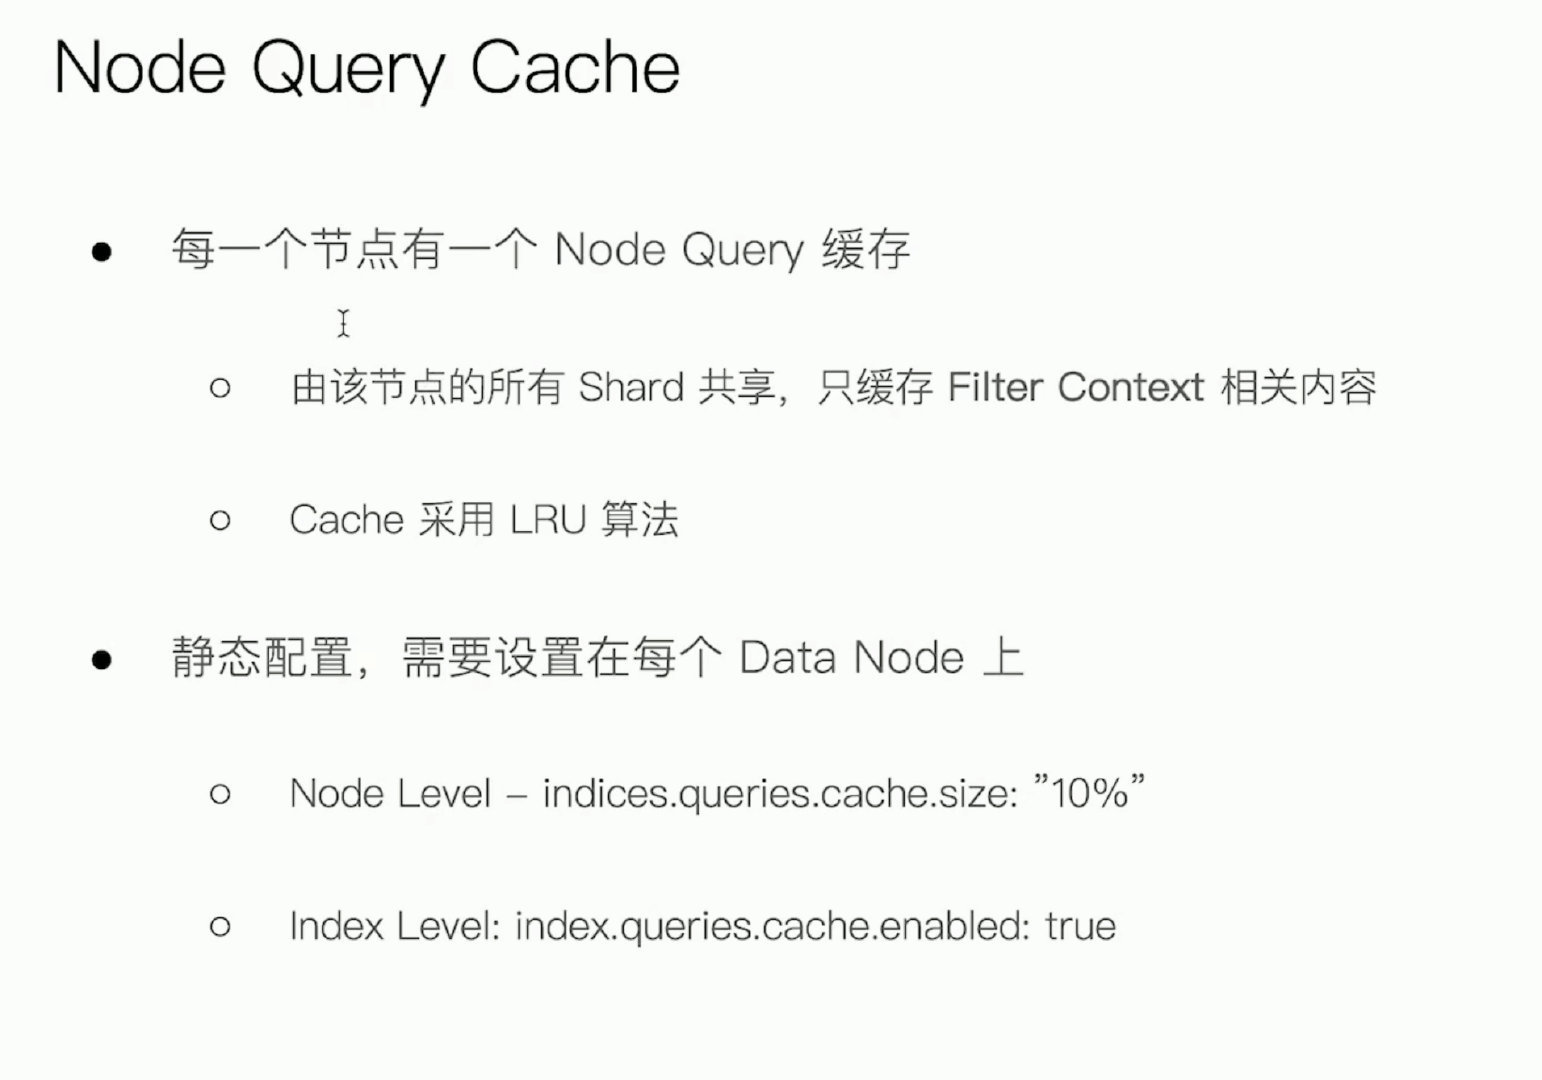 Node Query Cache
每一个节点有一个 Node Query 缓存
由该节点的所有 Shard 共享，只缓存 Filter Context 相关内容
Cache 采用 LRU 算法
静态配置，需要设置在每个 Data Node 上
Node Level – indices.queries.cache.size: ”10%”
Index Level: index.queries.cache.enabled: true